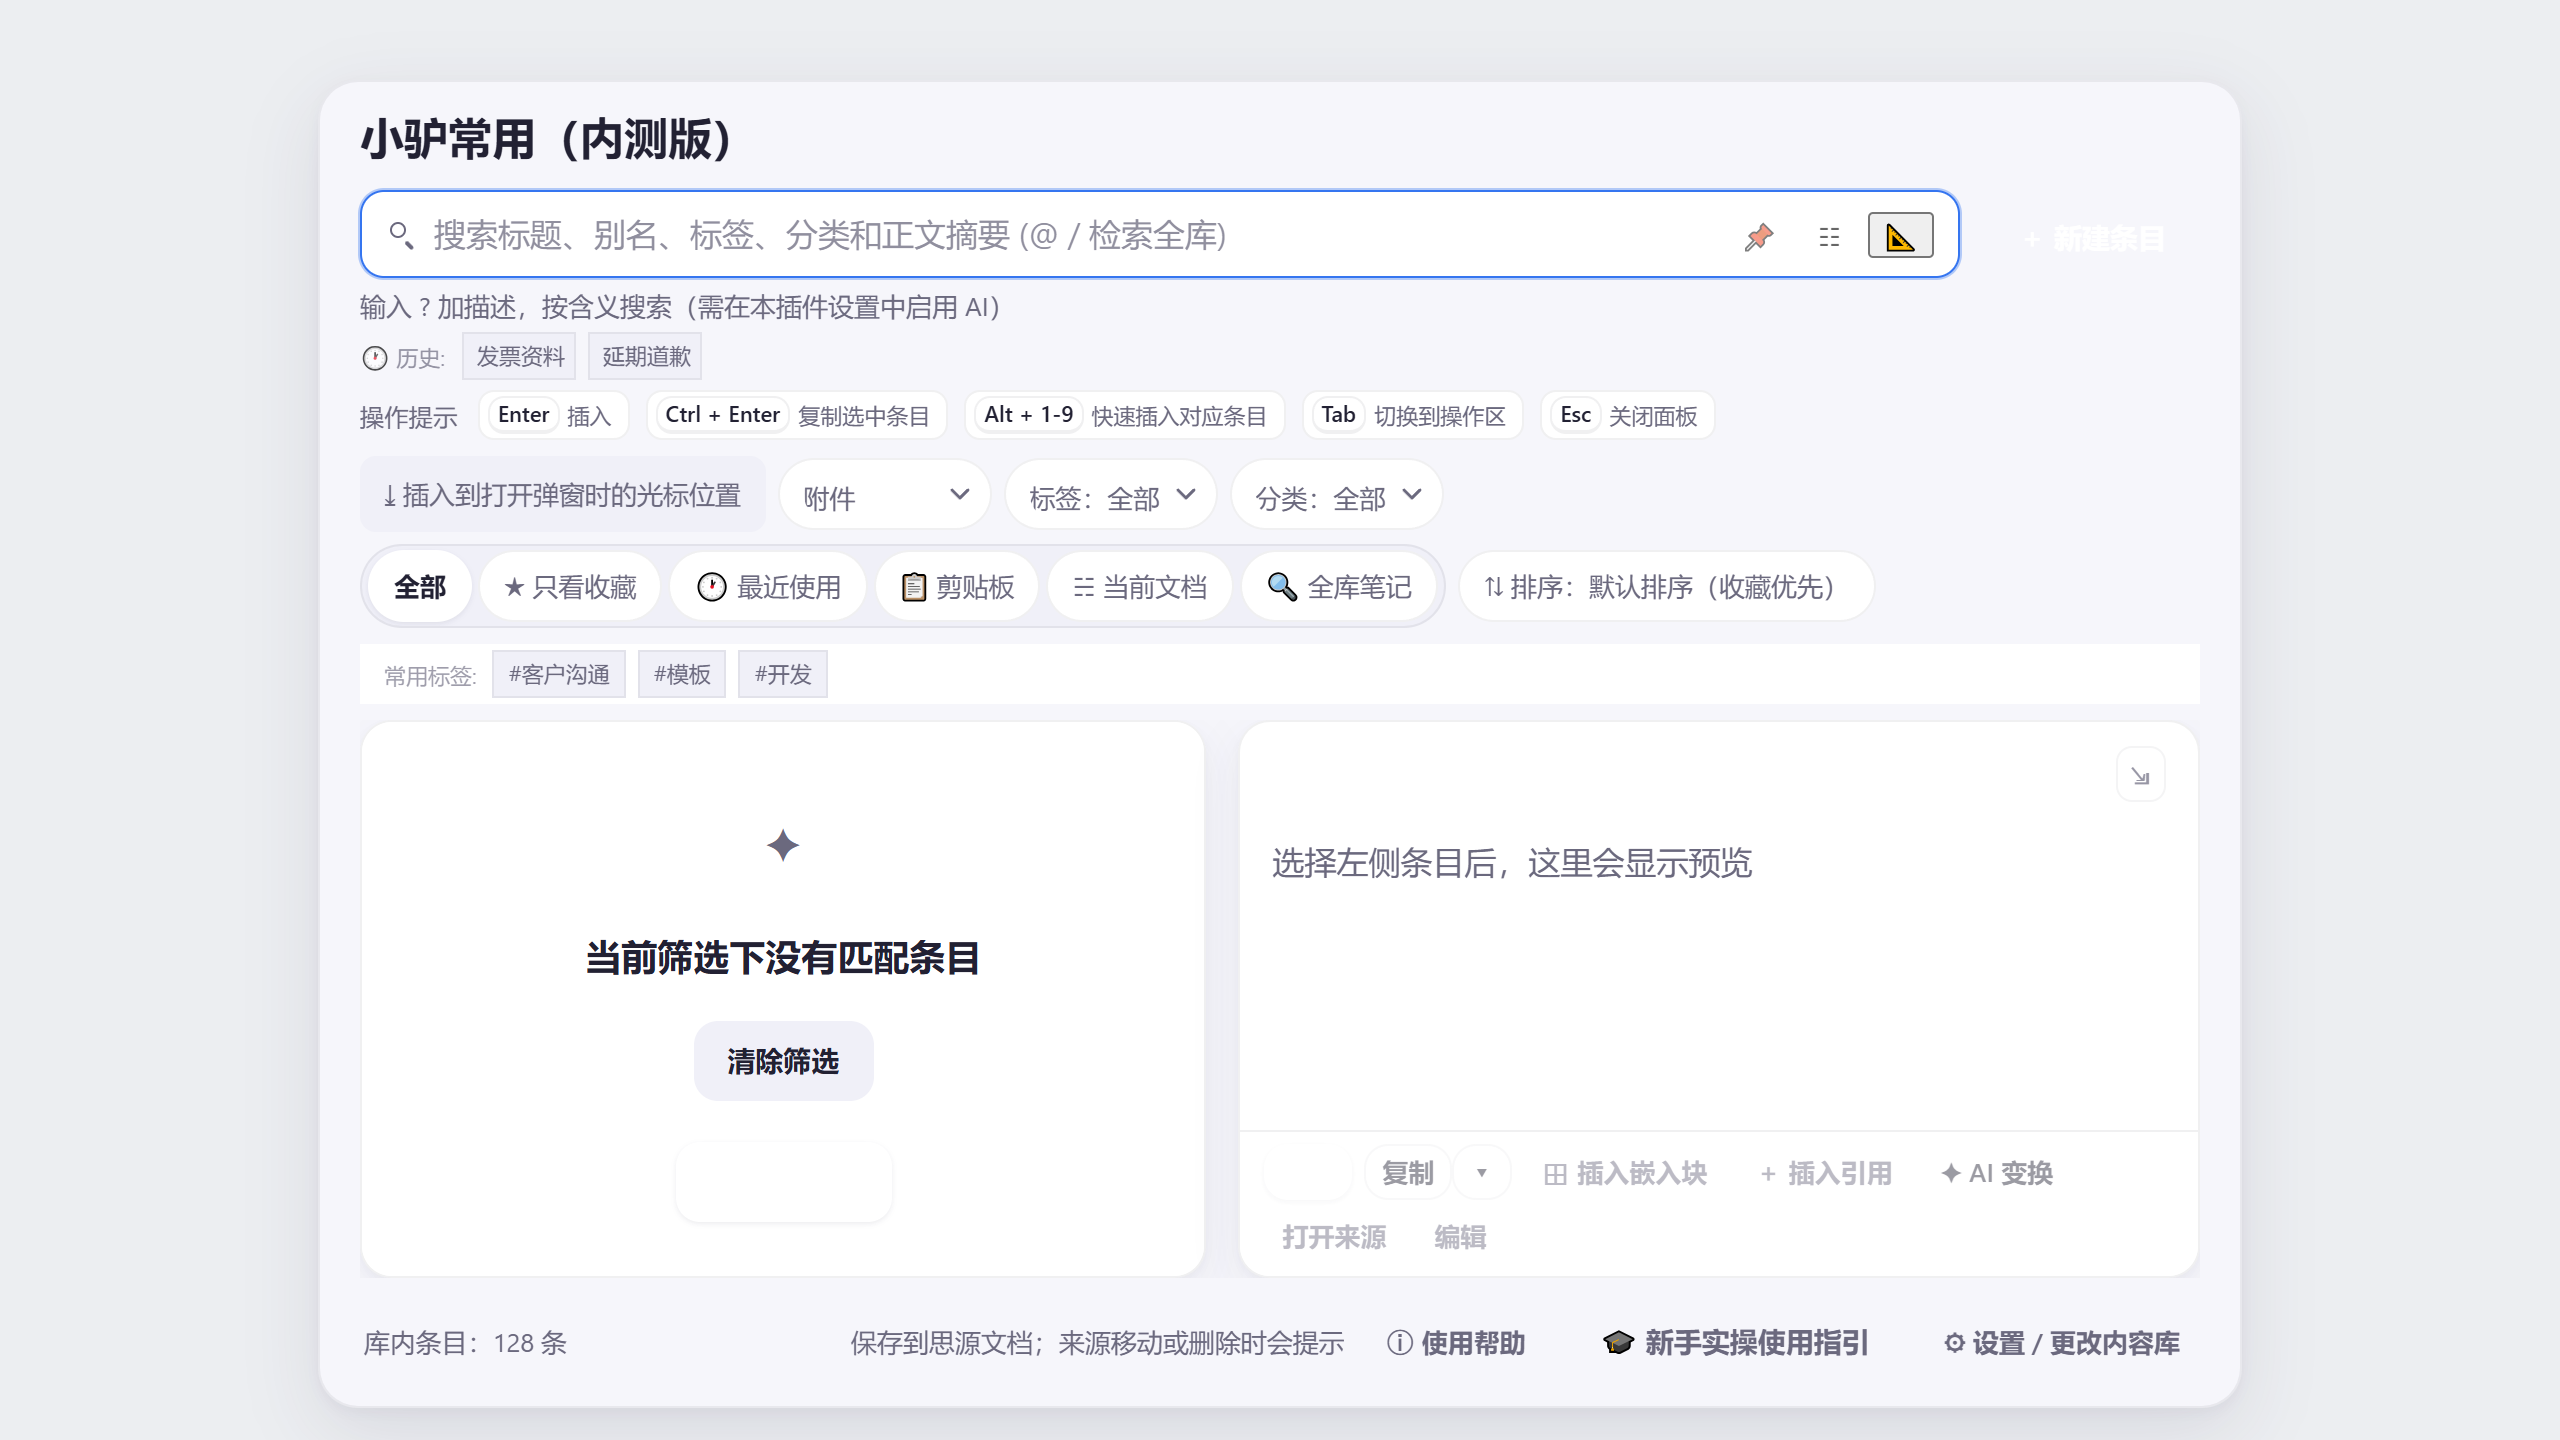 小驴常用（内测版）
搜索标题、别名、标签、分类和正文摘要 (@ / 检索全库)
+ 新建条目
输入 ? 加描述，按含义搜索（需在本插件设置中启用 AI）
历史: 发票资料 延期道歉
操作提示 Enter 插入 Ctrl + Enter 复制选中条目 Alt + 1-9 快速插入对应条目 Tab 切换到操作区 Esc 关闭面板
↓插入到打开弹窗时的光标位置 附件 标签：全部 分类：全部
全部 ★ 只看收藏 最近使用 剪贴板 当前文档 全库笔记 ⇅ 排序：默认排序（收藏优先）
常用标签: #客户沟通 #模板 #开发
当前筛选下没有匹配条目
清除筛选
选择左侧条目后，这里会显示预览
复制 ▾ 插入嵌入块 + 插入引用 ✦ AI 变换
打开来源 编辑
库内条目：128 条 保存到思源文档；来源移动或删除时会提示 ⓘ 使用帮助 新手实操使用指引 设置 / 更改内容库